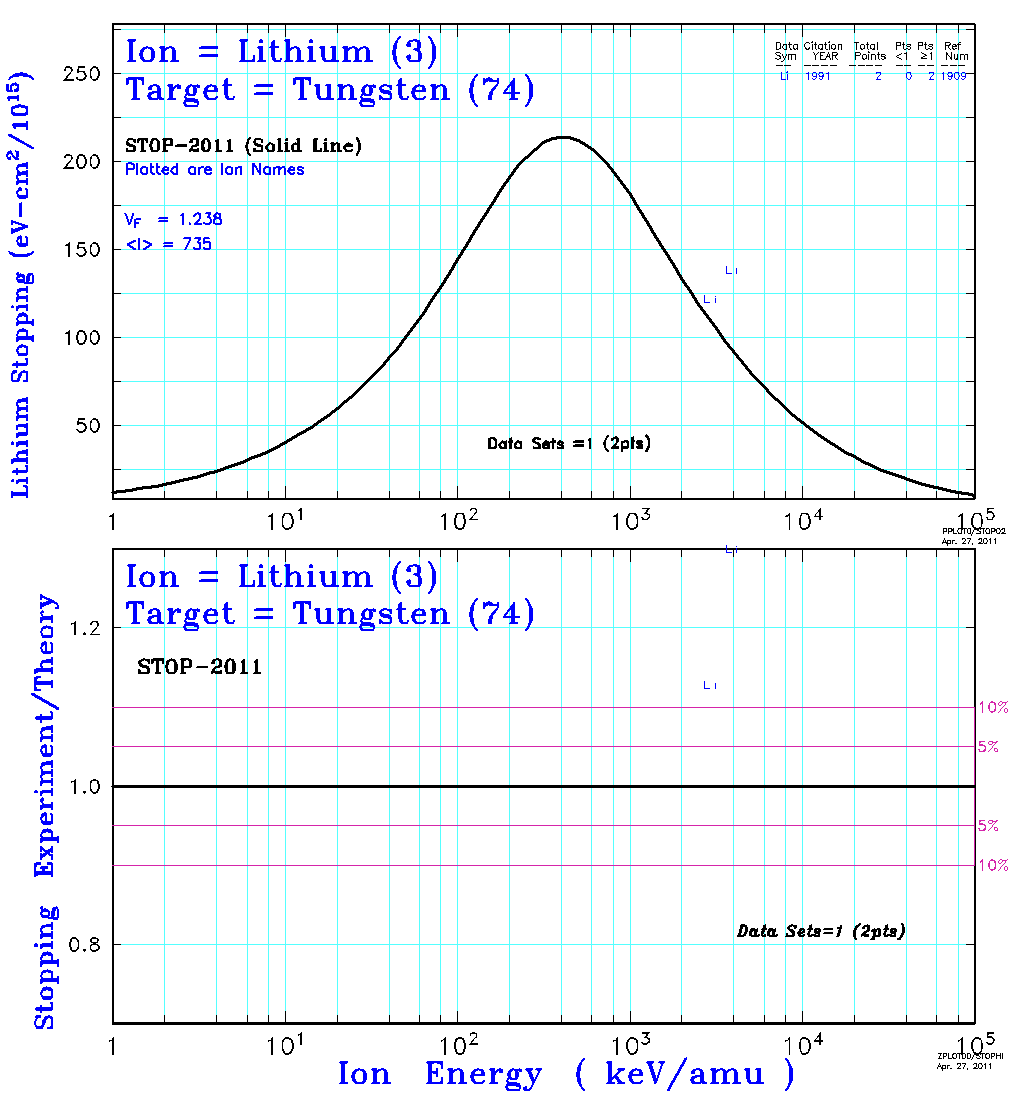 Ion = Lithium (3)
Target = Tungsten (74)
STOP-2011 (Solid Line)
Plotted are Ion Names
V_F = 1.238
<I> = 735
Data Citation Total Pts Pts Ref
Sym YEAR Points <1 ≥1 Num
Li 1991 2 0 2 1909
Lithium Stopping (eV-cm²/10¹⁵)
250
200
150
100
50
Li
Li
Data Sets =1 (2pts)
1 10¹ 10² 10³ 10⁴ 10⁵
PPLOT0/STOP02
Apr. 27, 2011
Li
Ion = Lithium (3)
Target = Tungsten (74)
STOP-2011
Li
Stopping Experiment/Theory
1.2
1.0
0.8
10%
5%
5%
10%
Data Sets=1 (2pts)
1 10¹ 10² 10³ 10⁴ 10⁵
ZPLOT0D/STOPHI
Apr. 27, 2011
Ion Energy ( keV/amu )